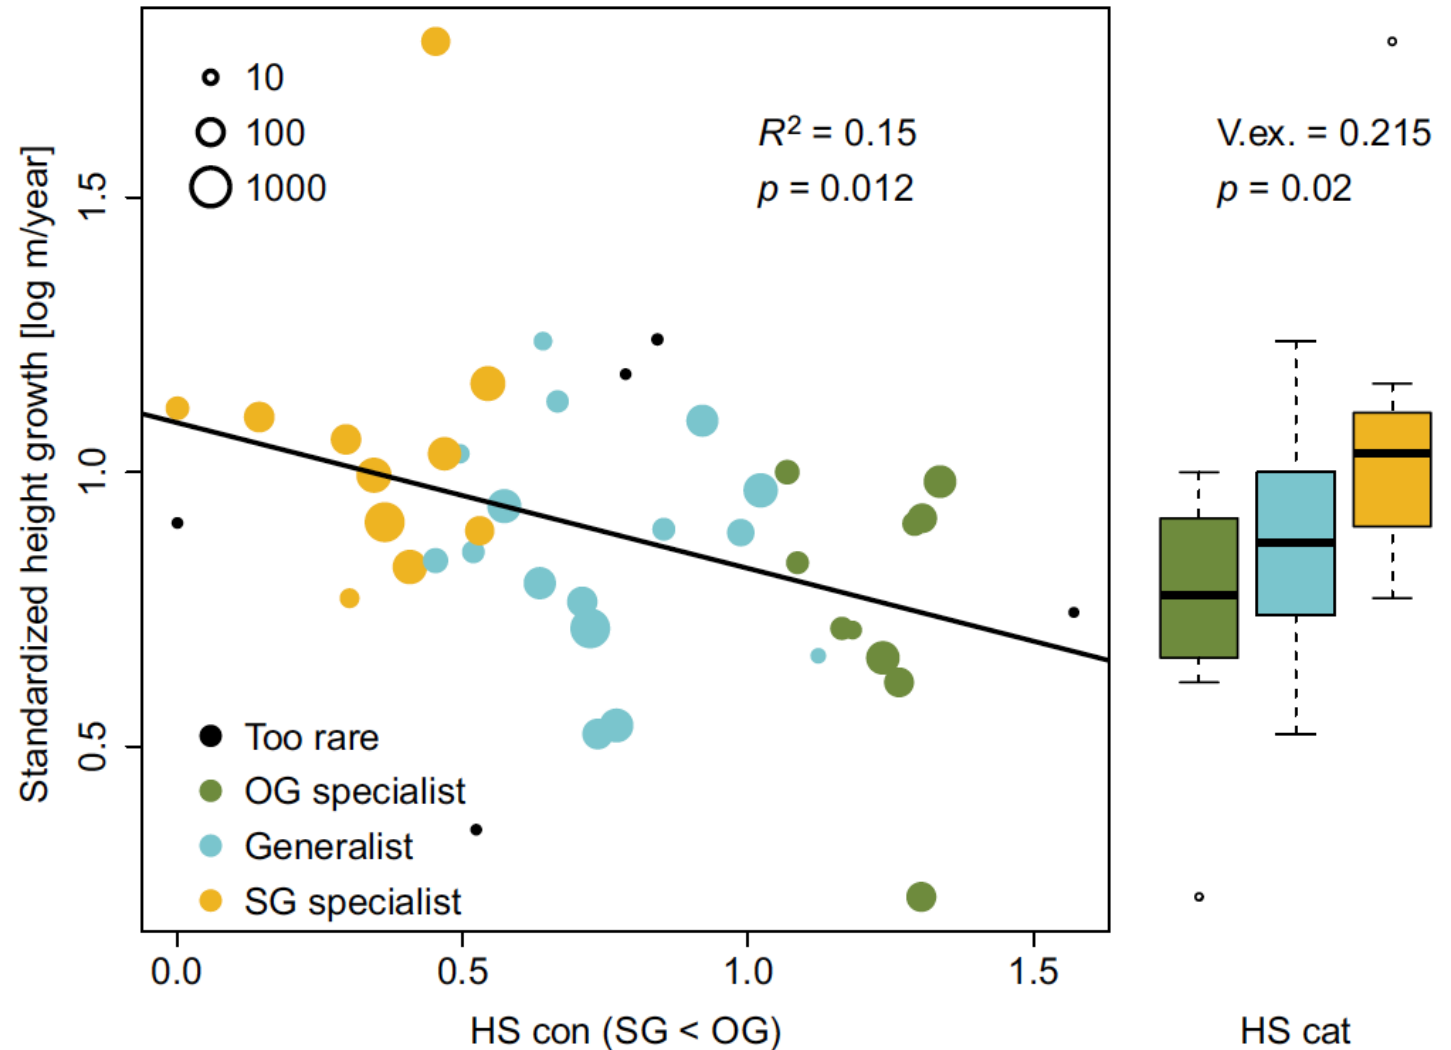 10
100
1000
R² = 0.15
p = 0.012
V.ex. = 0.215
p = 0.02
Standardized height growth [log m/year]
1.5
1.0
0.5
Too rare
OG specialist
Generalist
SG specialist
0.0 0.5 1.0 1.5
HS con (SG < OG)
HS cat